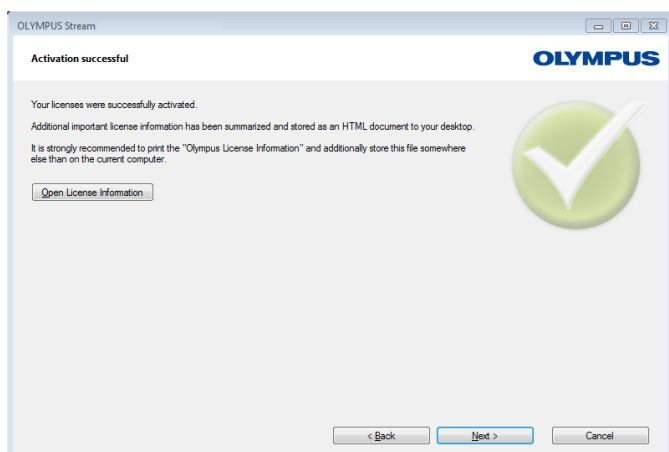 OLYMPUS Stream
Activation successful
OLYMPUS
Your licenses were successfully activated.
Additional important license information has been summarized and stored as an HTML document to your desktop.
It is strongly recommended to print the "Olympus License Information" and additionally store this file somewhere
else than on the current computer.
Open License Information
< Back
Next >
Cancel